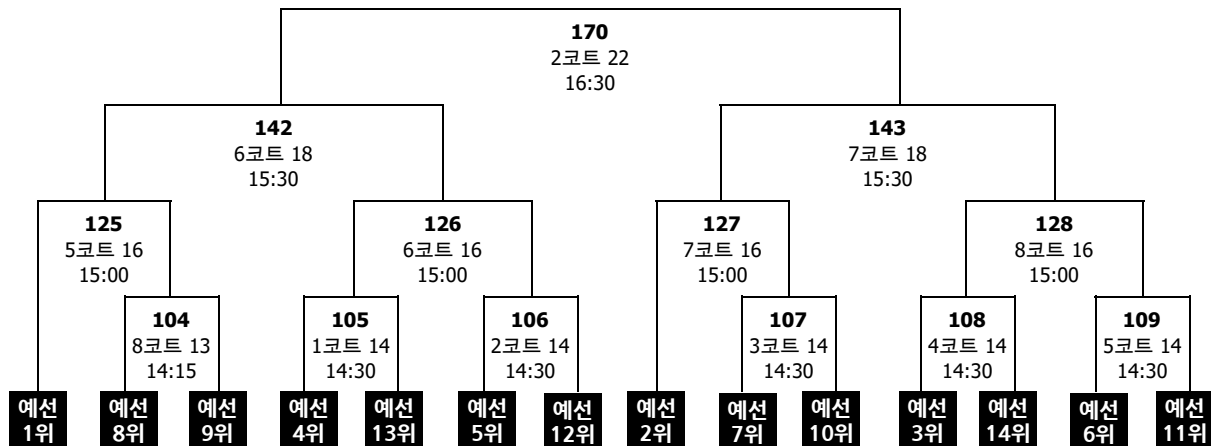 170
2코트 22
16:30
142
6코트 18
15:30
143
7코트 18
15:30
125
5코트 16
15:00
126
6코트 16
15:00
127
7코트 16
15:00
128
8코트 16
15:00
104
8코트 13
14:15
105
1코트 14
14:30
106
2코트 14
14:30
107
3코트 14
14:30
108
4코트 14
14:30
109
5코트 14
14:30
예선
1위
예선
8위
예선
9위
예선
4위
예선
13위
예선
5위
예선
12위
예선
2위
예선
7위
예선
10위
예선
3위
예선
14위
예선
6위
예선
11위